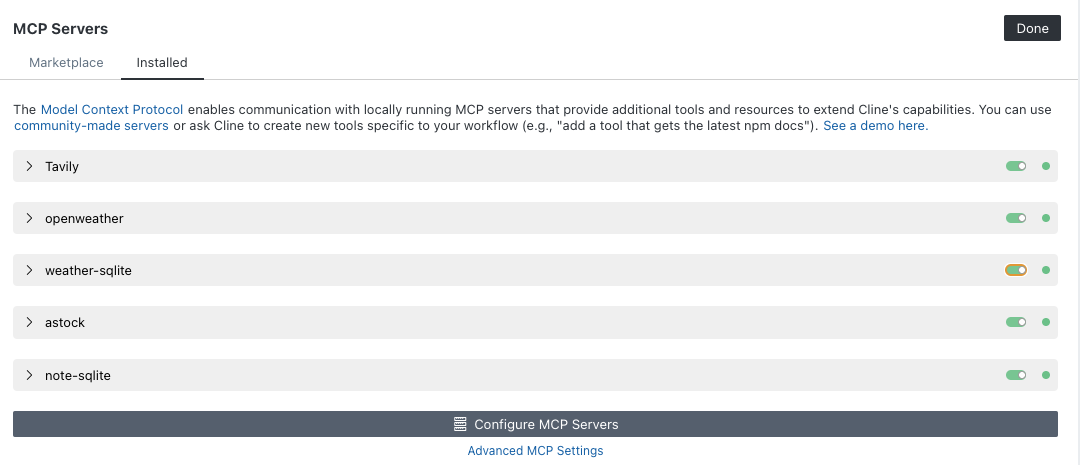 MCP Servers
Done
Marketplace
Installed
The Model Context Protocol enables communication with locally running MCP servers that provide additional tools and resources to extend Cline's capabilities. You can use
community-made servers or ask Cline to create new tools specific to your workflow (e.g., "add a tool that gets the latest npm docs"). See a demo here.
Tavily
openweather
weather-sqlite
astock
note-sqlite
Configure MCP Servers
Advanced MCP Settings